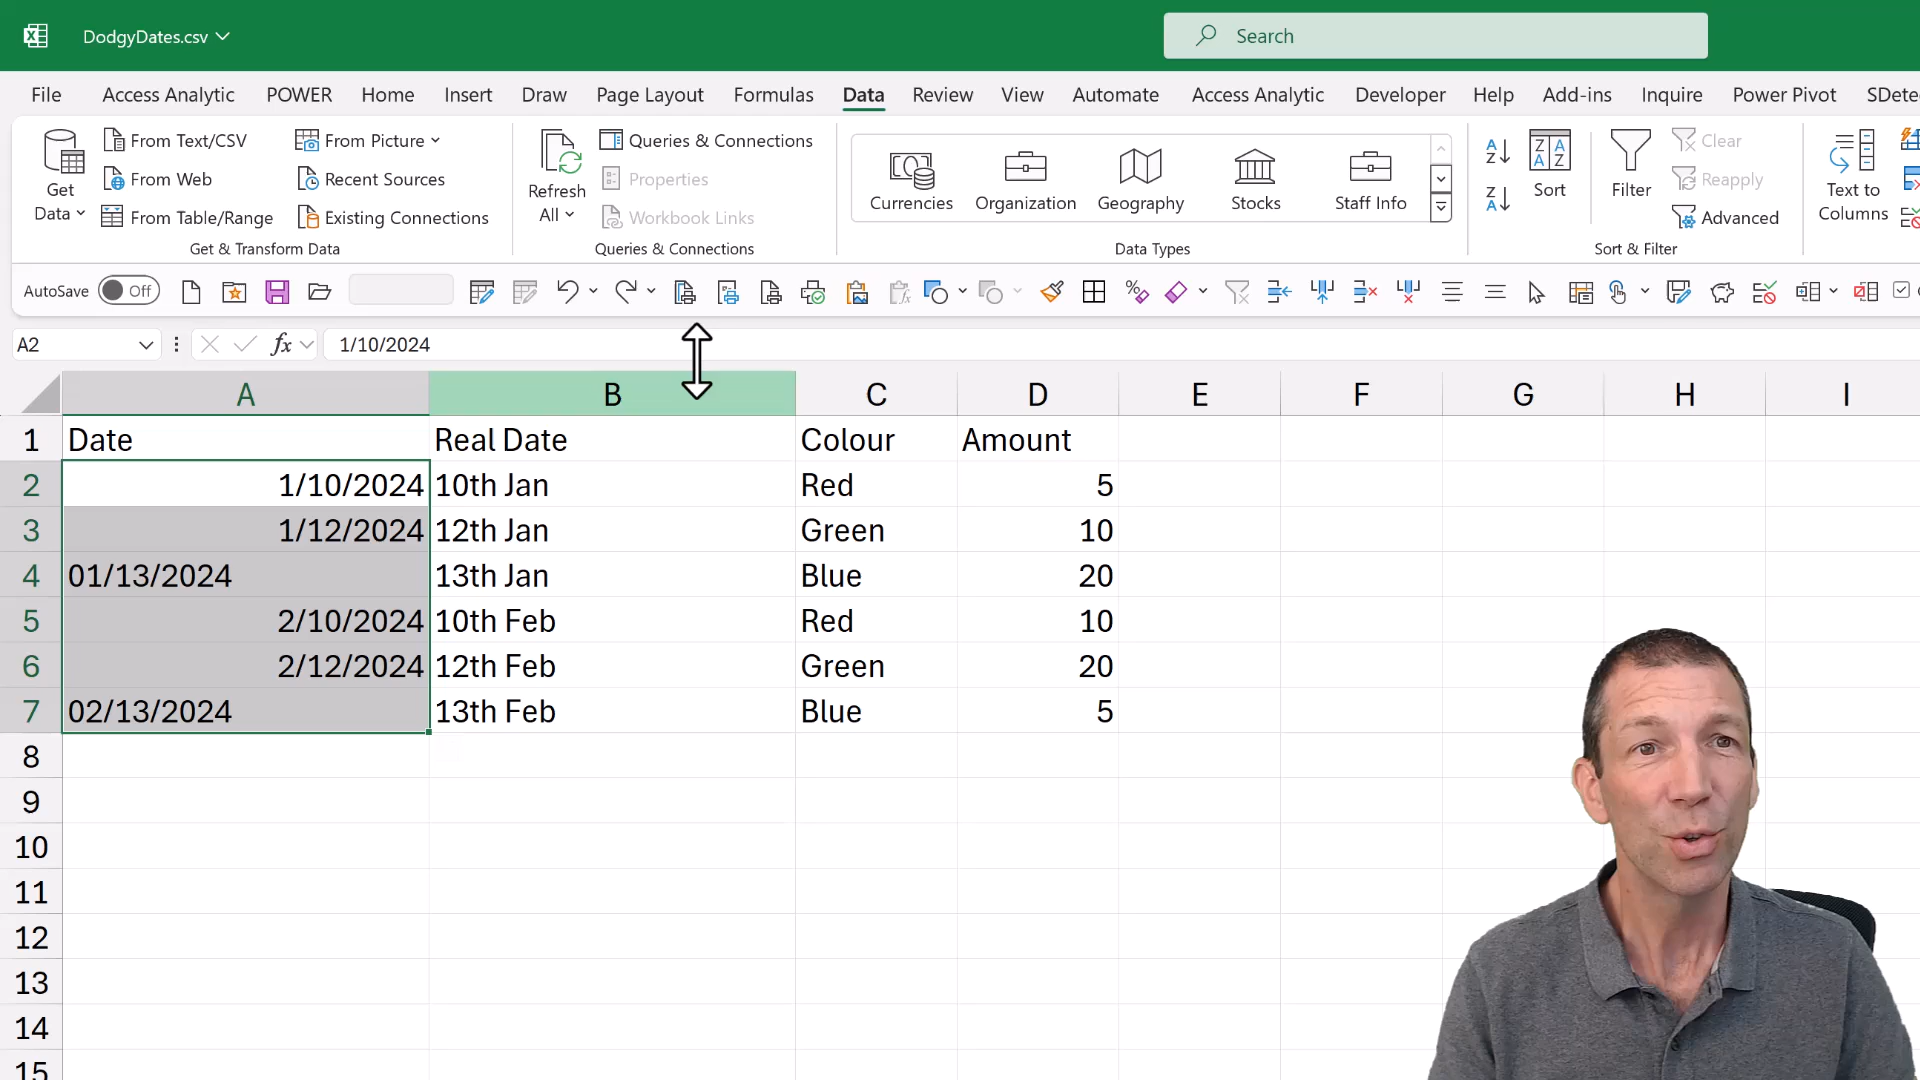 DodgyDates.csv
Search
File Access Analytic POWER Home Insert Draw Page Layout Formulas Data Review View Automate Access Analytic Developer Help Add-ins Inquire Power Pivot SDete
Get Data
From Text/CSV
From Web
From Table/Range
From Picture
Recent Sources
Existing Connections
Get & Transform Data
Refresh All
Queries & Connections
Properties
Workbook Links
Queries & Connections
Currencies
Organization
Geography
Stocks
Staff Info
Data Types
Sort
Filter
Clear
Reapply
Advanced
Sort & Filter
Text to Columns
AutoSave Off
A2 fx 1/10/2024
A B C D E F G H I
1 Date Real Date Colour Amount
2 1/10/2024 10th Jan Red 5
3 1/12/2024 12th Jan Green 10
4 01/13/2024 13th Jan Blue 20
5 2/10/2024 10th Feb Red 10
6 2/12/2024 12th Feb Green 20
7 02/13/2024 13th Feb Blue 5
8
9
10
11
12
13
14
15